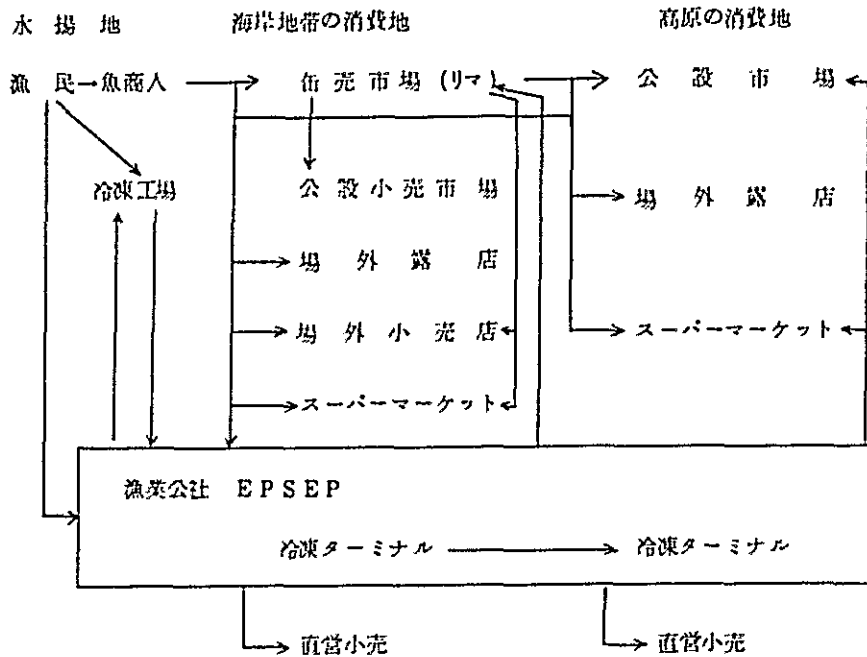 水揚地 海岸地帯の消費地 高原の消費地
漁民→魚商人 缶売市場(リマ) 公設市場
冷凍工場 公設小売市場 場外露店
場外露店
場外小売店 スーパーマーケット
スーパーマーケット
漁業公社 EPSEP
冷凍ターミナル 冷凍ターミナル
直営小売 直営小売